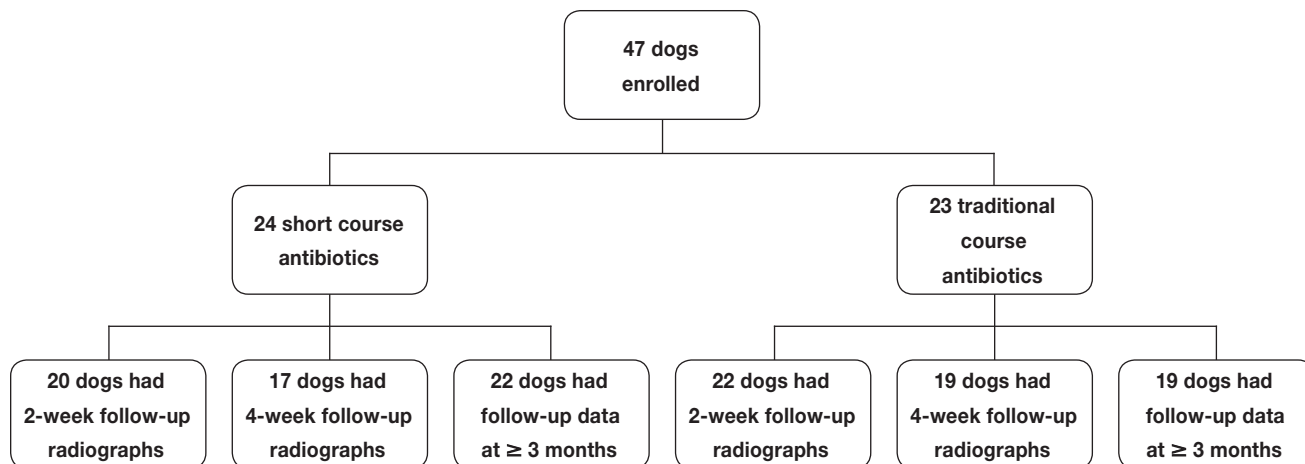 47 dogs
enrolled
24 short course
antibiotics
23 traditional
course
antibiotics
20 dogs had
2-week follow-up
radiographs
17 dogs had
4-week follow-up
radiographs
22 dogs had
follow-up data
at ≥ 3 months
22 dogs had
2-week follow-up
radiographs
19 dogs had
4-week follow-up
radiographs
19 dogs had
follow-up data
at ≥ 3 months